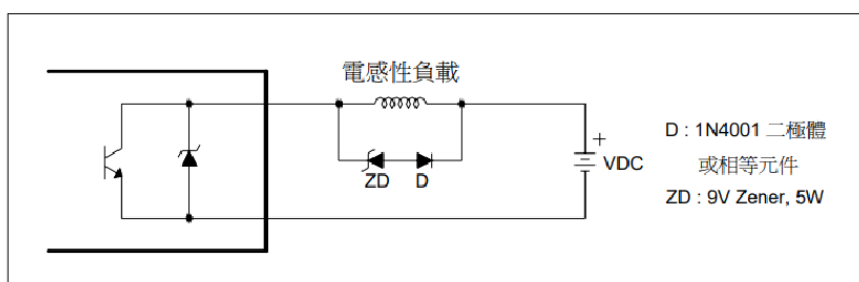 電感性負載
ZD
D
+
VDC
D : 1N4001 二極體
或相等元件
ZD : 9V Zener, 5W